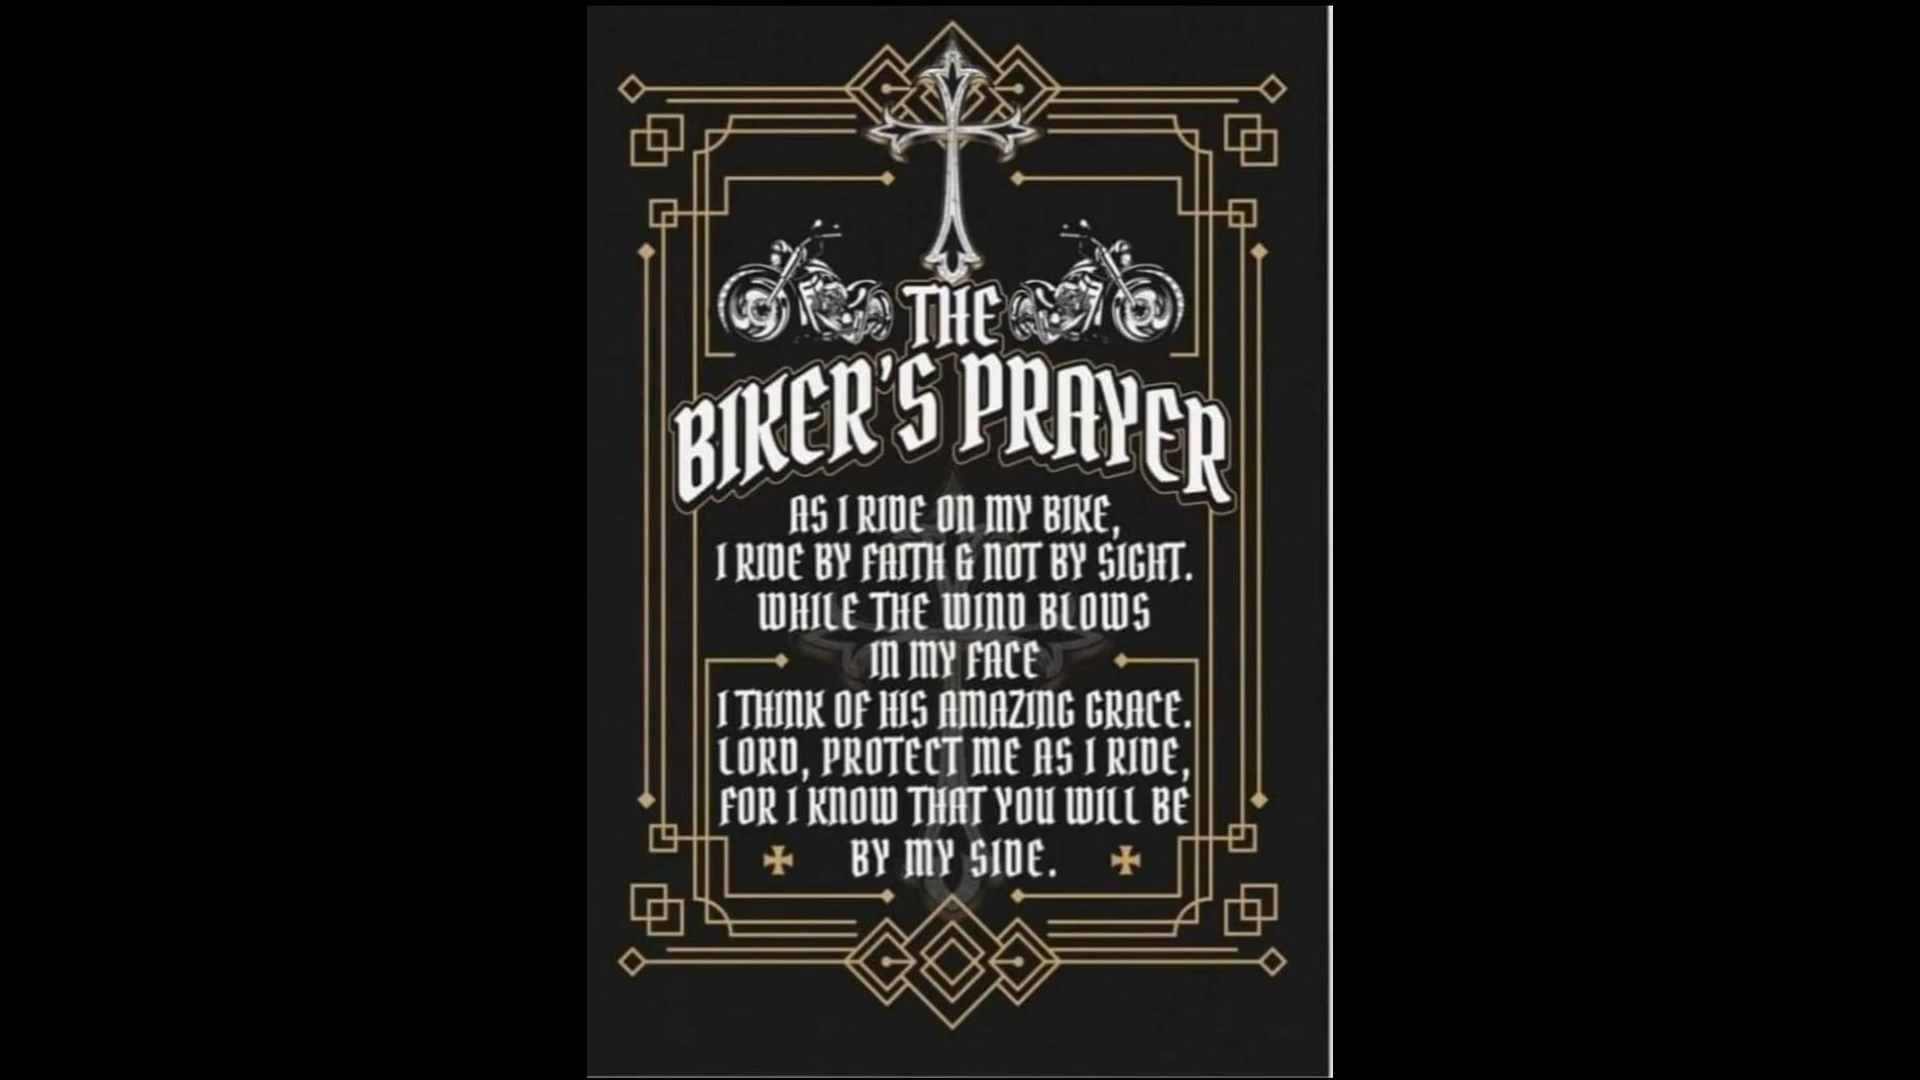 THE
BIKER'S PRAYER
AS I RIDE ON MY BIKE,
I RIDE BY FAITH & NOT BY SIGHT.
WHILE THE WIND BLOWS
IN MY FACE
I THINK OF HIS AMAZING GRACE.
LORD, PROTECT ME AS I RIDE,
FOR I KNOW THAT YOU WILL BE
BY MY SIDE.